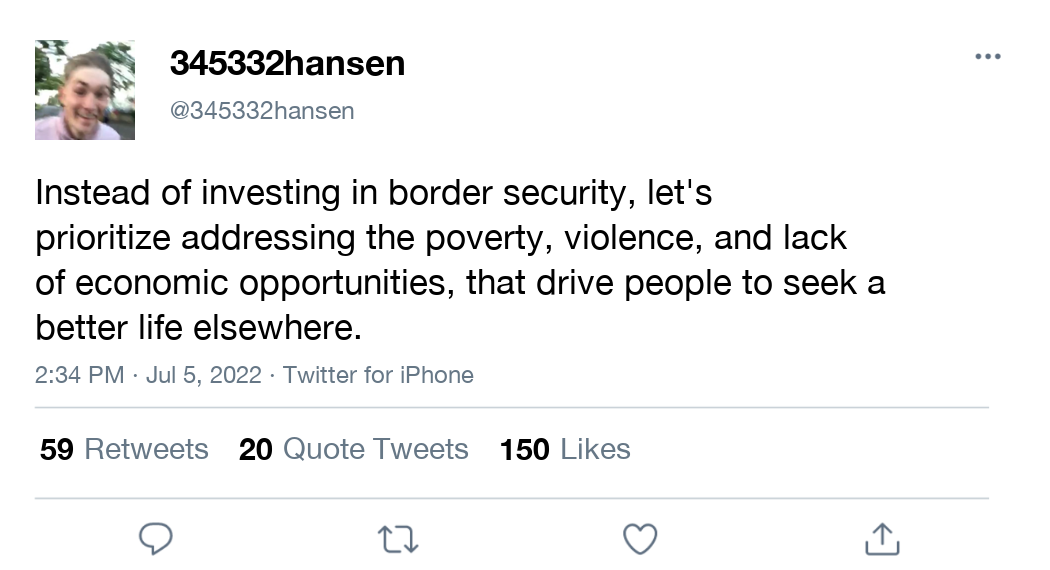 345332hansen
@345332hansen
Instead of investing in border security, let's
prioritize addressing the poverty, violence, and lack
of economic opportunities, that drive people to seek a
better life elsewhere.
2:34 PM · Jul 5, 2022 · Twitter for iPhone
59 Retweets 20 Quote Tweets 150 Likes